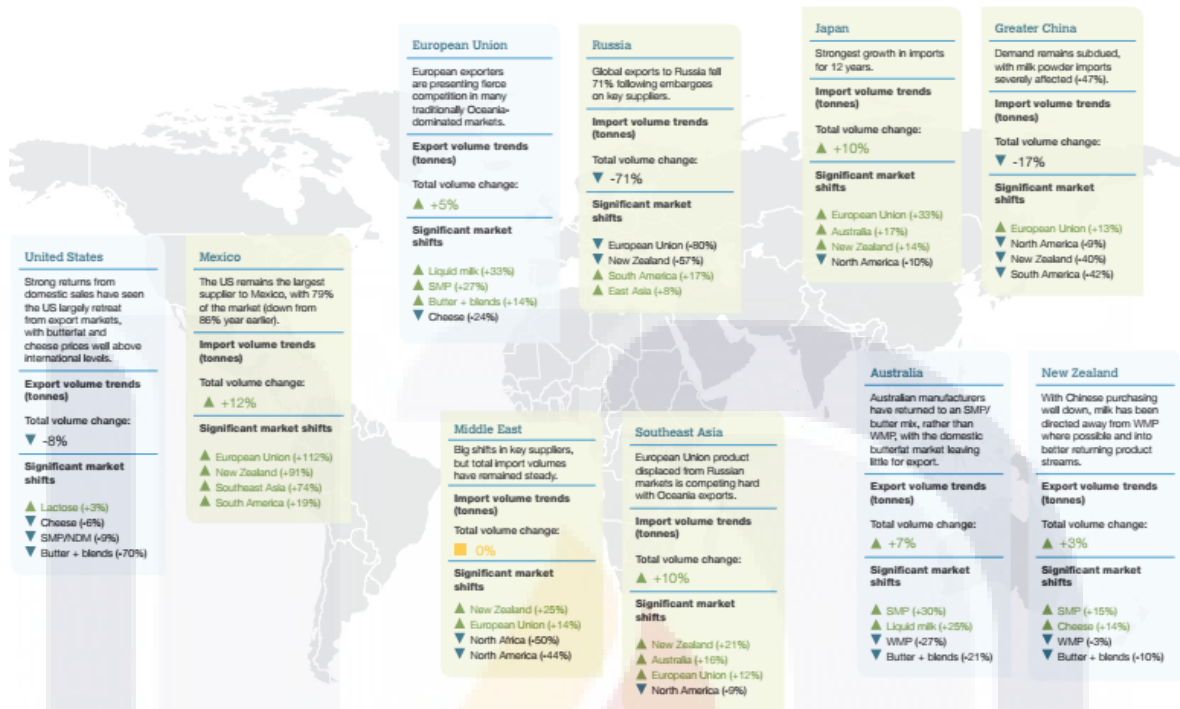 United States
Strong returns from
domestic sales have seen
the US largely retreat
from export markets,
with butterfat and
cheese prices well above
international levels.
Export volume trends
(tonnes)
Total volume change:
▼ -8%
Significant market
shifts
▲ Lactose (+3%)
▼ Cheese (-6%)
▼ SMP/NDM (-9%)
▼ Butter + blends (-70%)
Mexico
The US remains the largest
supplier to Mexico, with 79%
of the market (down from
86% year earlier).
Import volume trends
(tonnes)
Total volume change:
▲ +12%
Significant market shifts
▲ European Union (+112%)
▲ New Zealand (+91%)
▲ Southeast Asia (+74%)
▲ South America (+19%)
European Union
European exporters
are presenting fierce
competition in many
traditionally Oceania-
dominated markets.
Export volume trends
(tonnes)
Total volume change:
▲ +5%
Significant market
shifts
▲ Liquid milk (+33%)
▲ SMP (+27%)
▲ Butter + blends (+14%)
▼ Cheese (-24%)
Russia
Global exports to Russia fell
71% following embargoes
on key suppliers.
Import volume trends
(tonnes)
Total volume change:
▼ -71%
Significant market
shifts
▼ European Union (-80%)
▼ New Zealand (-57%)
▲ South America (+17%)
▲ East Asia (+8%)
Japan
Strongest growth in imports
for 12 years.
Import volume trends
(tonnes)
Total volume change:
▲ +10%
Significant market
shifts
▲ European Union (+33%)
▲ Australia (+17%)
▲ New Zealand (+14%)
▼ North America (-10%)
Greater China
Demand remains subdued,
with milk powder imports
severely affected (-47%).
Import volume trends
(tonnes)
Total volume change:
▼ -17%
Significant market
shifts
▲ European Union (+13%)
▼ North America (-9%)
▼ New Zealand (-40%)
▼ South America (-42%)
Middle East
Big shifts in key suppliers,
but total import volumes
have remained steady.
Import volume trends
(tonnes)
Total volume change:
■ 0%
Significant market
shifts
▲ New Zealand (+25%)
▲ European Union (+14%)
▼ North Africa (-50%)
▼ North America (-44%)
Southeast Asia
European Union product
displaced from Russian
markets is competing hard
with Oceania exports.
Import volume trends
(tonnes)
Total volume change:
▲ +10%
Significant market
shifts
▲ New Zealand (+21%)
▲ Australia (+16%)
▲ European Union (+12%)
▼ North America (-9%)
Australia
Australian manufacturers
have returned to an SMP/
butter mix, rather than
WMP, with the domestic
butterfat market leaving
little for export.
Export volume trends
(tonnes)
Total volume change:
▲ +7%
Significant market
shifts
▲ SMP (+30%)
▲ Liquid milk (+25%)
▼ WMP (-27%)
▼ Butter + blends (-21%)
New Zealand
With Chinese purchasing
well down, milk has been
directed away from WMP
where possible and into
better returning product
streams.
Export volume trends
(tonnes)
Total volume change:
▲ +3%
Significant market
shifts
▲ SMP (+15%)
▲ Cheese (+14%)
▼ WMP (-3%)
▼ Butter + blends (-10%)